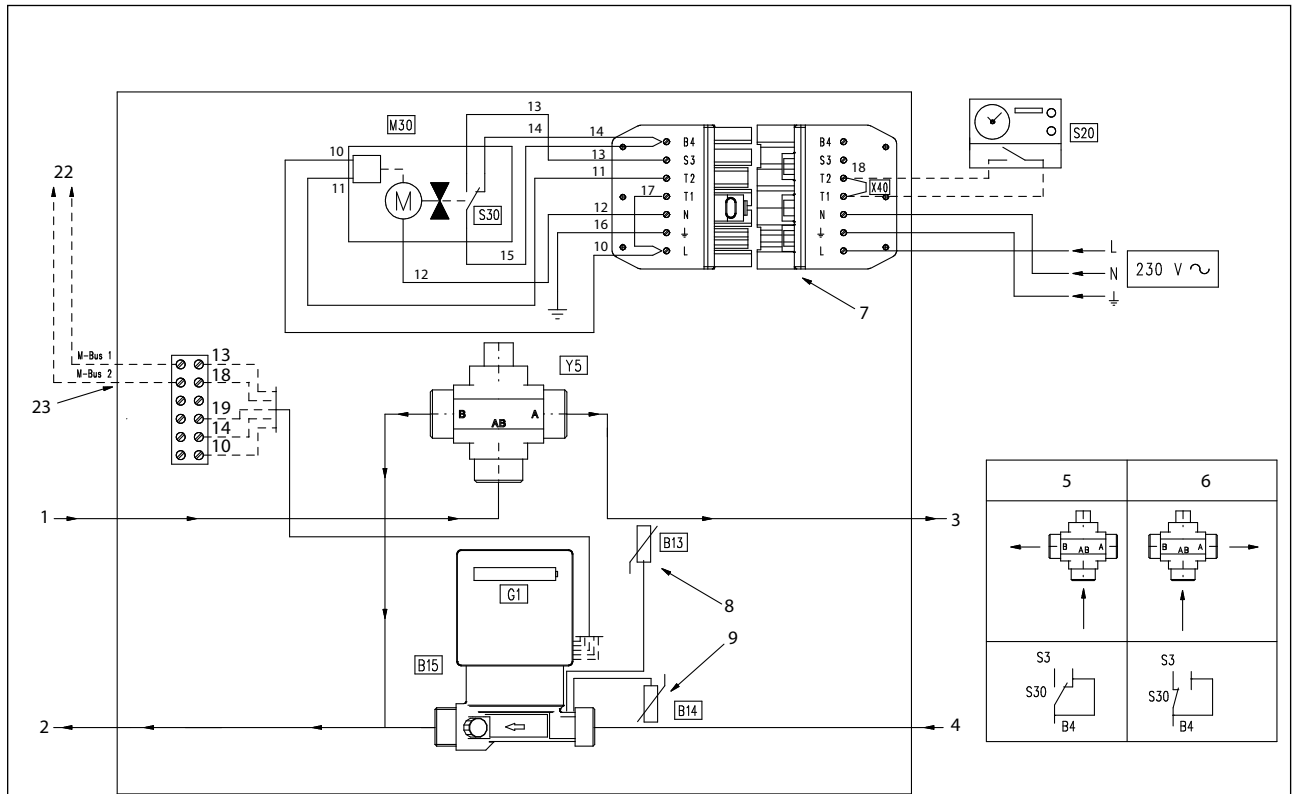 13
M30
14
14
B4
B4
S20
10
13
S3
S3
22
11
11
T2
T2
18
X40
M
17
T1
T1
S30
12
N
N
16
15
10
L
L
L
12
N
230 V ~
7
M-Bus 1
13
Y5
M-Bus 2
18
23
19
B
A
AB
14
10
5
6
1
3
B13
B
AB
A
B
AB
A
G1
8
9
B15
S3
S3
S30
S30
B14
B4
B4
2
4